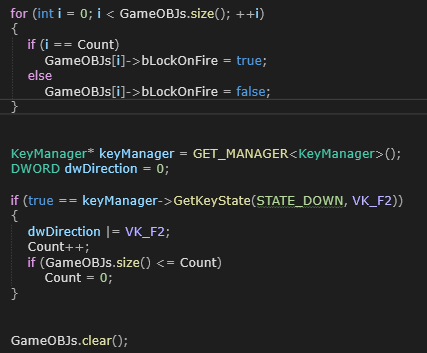 for (int i = 0; i < GameOBJs.size(); ++i)
{
if (i == Count)
GameOBJs[i]->bLockOnFire = true;
else
GameOBJs[i]->bLockOnFire = false;
}
KeyManager* keyManager = GET_MANAGER<KeyManager>();
DWORD dwDirection = 0;
if (true == keyManager->GetKeyState(STATE_DOWN, VK_F2))
{
dwDirection |= VK_F2;
Count++;
if (GameOBJs.size() <= Count)
Count = 0;
}
GameOBJs.clear();